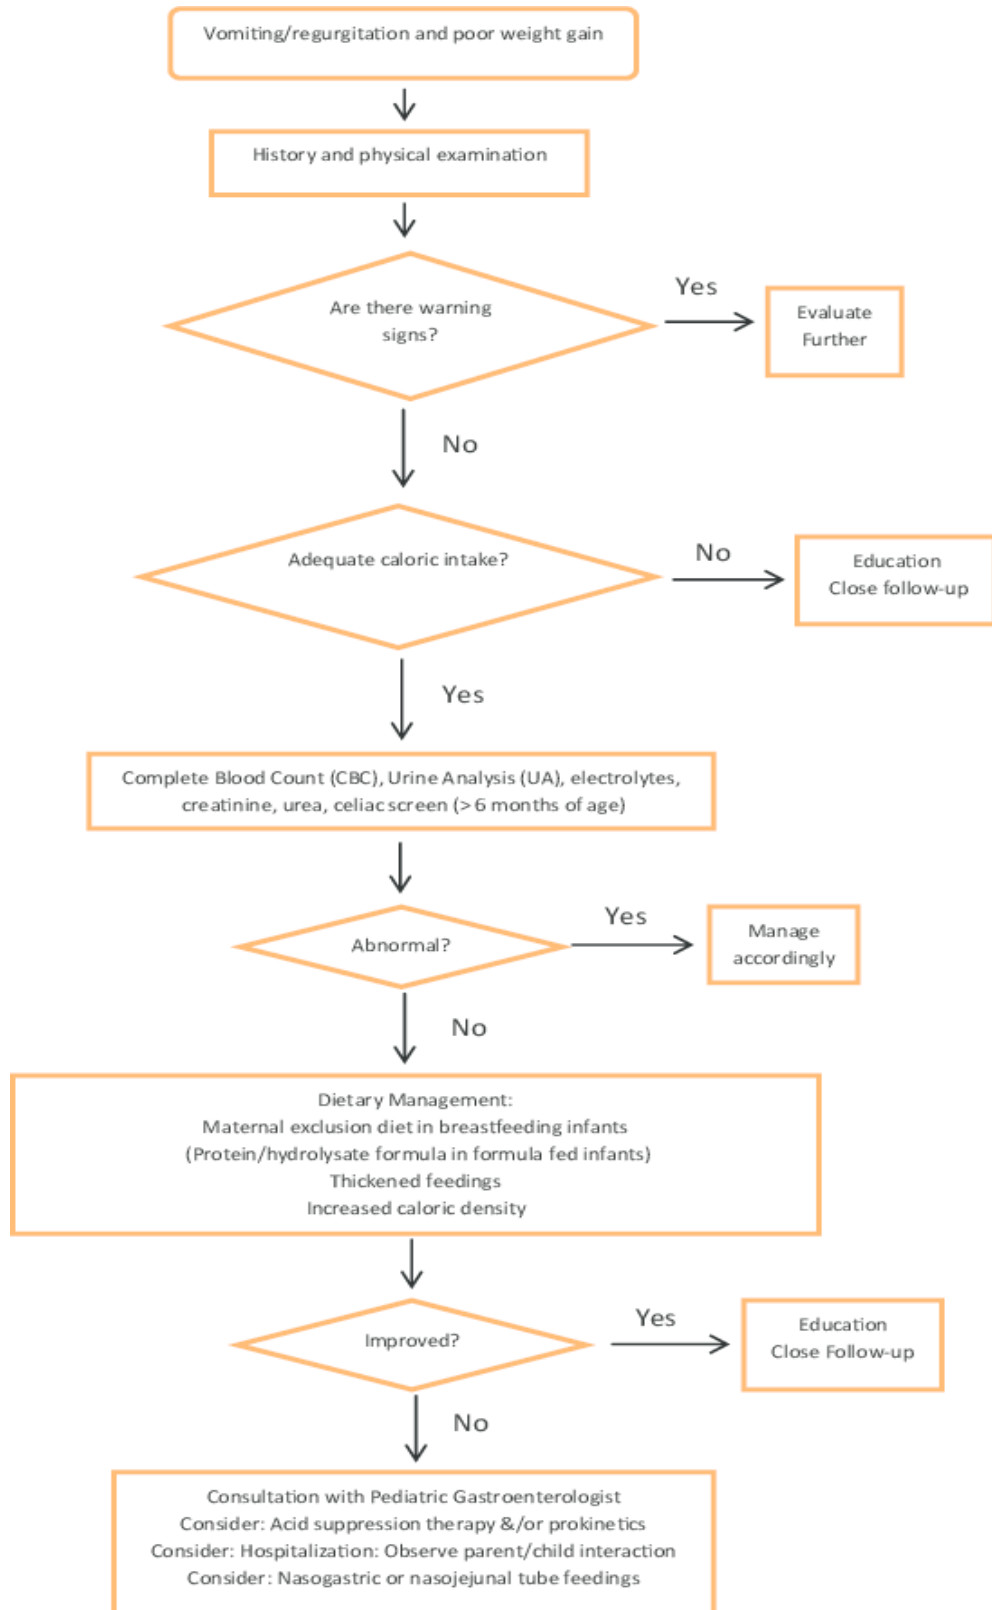 Vomiting/regurgitation and poor weight gain
History and physical examination
Are there warning
signs?
Yes
Evaluate
Further
No
Adequate caloric intake?
No
Education
Close follow-up
Yes
Complete Blood Count (CBC), Urine Analysis (UA), electrolytes,
creatinine, urea, celiac screen (> 6 months of age)
Abnormal?
Yes
Manage
accordingly
No
Dietary Management:
Maternal exclusion diet in breastfeeding infants
(Protein/hydrolysate formula in formula fed infants)
Thickened feedings
Increased caloric density
Improved?
Yes
Education
Close Follow-up
No
Consultation with Pediatric Gastroenterologist
Consider: Acid suppression therapy &/or prokinetics
Consider: Hospitalization: Observe parent/child interaction
Consider: Nasogastric or nasojejunal tube feedings